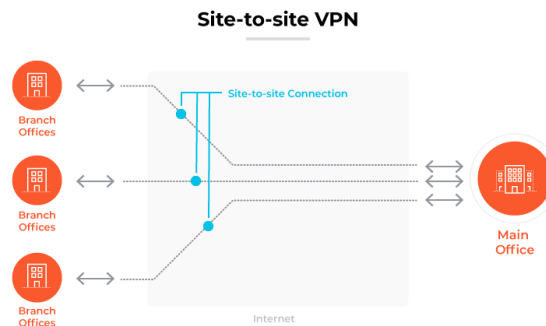 Site-to-site VPN
Site-to-site Connection
Branch
Offices
Branch
Offices
Main
Office
Branch
Offices
Internet